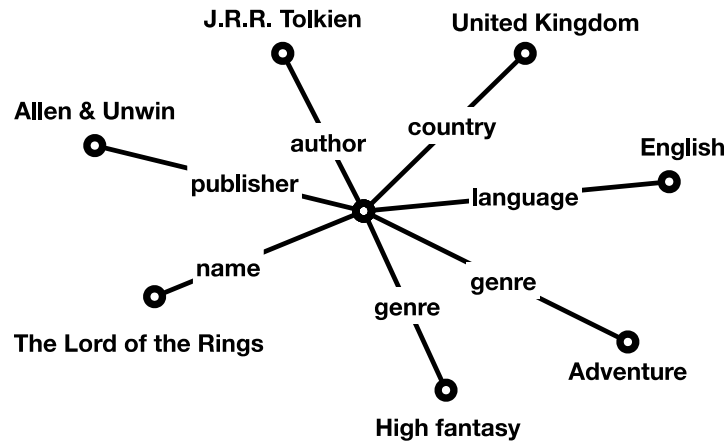 J.R.R. Tolkien
United Kingdom
Allen & Unwin
author
country
English
publisher
language
name
genre
genre
The Lord of the Rings
Adventure
High fantasy